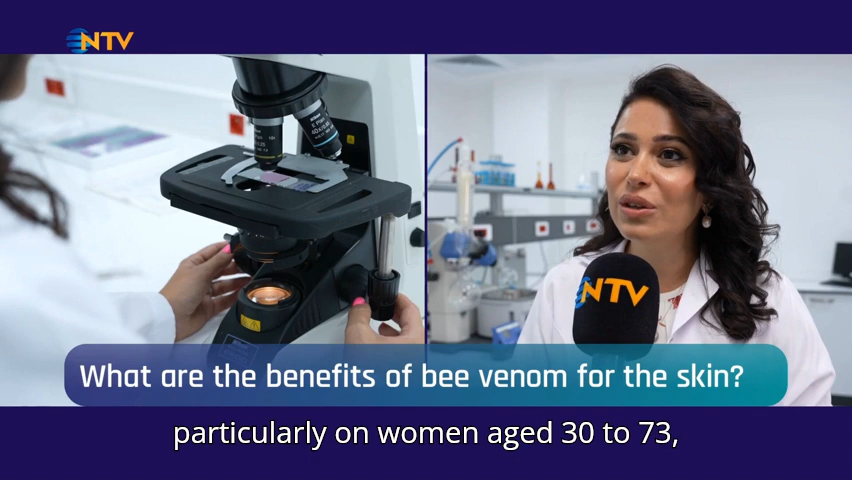 NTV
NTV
What are the benefits of bee venom for the skin?
particularly on women aged 30 to 73,